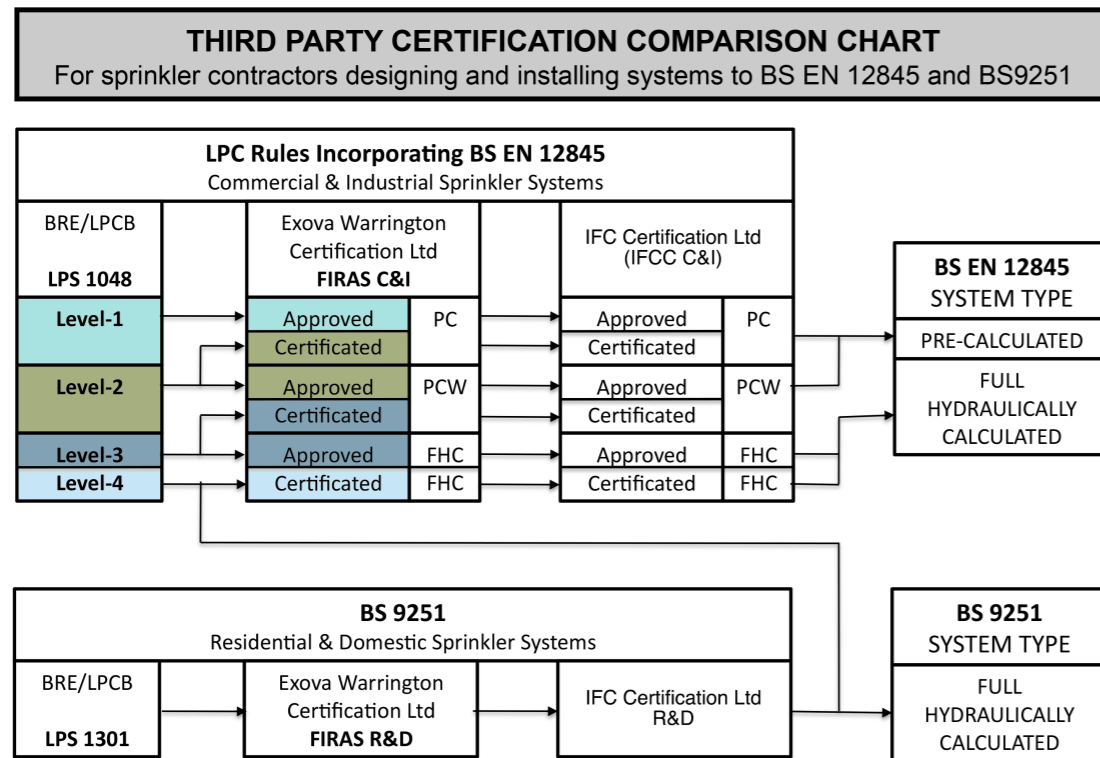 THIRD PARTY CERTIFICATION COMPARISON CHART
For sprinkler contractors designing and installing systems to BS EN 12845 and BS9251
LPC Rules Incorporating BS EN 12845
Commercial & Industrial Sprinkler Systems
BRE/LPCB
LPS 1048
Exova Warrington
Certification Ltd
FIRAS C&I
IFC Certification Ltd
(IFCC C&I)
Level-1
Approved
PC
Approved
PC
Certificated
Certificated
Level-2
Approved
PCW
Approved
PCW
Certificated
Certificated
Level-3
Approved
FHC
Approved
FHC
Level-4
Certificated
FHC
Certificated
FHC
BS EN 12845
SYSTEM TYPE
PRE-CALCULATED
FULL
HYDRAULICALLY
CALCULATED
BS 9251
Residential & Domestic Sprinkler Systems
BRE/LPCB
LPS 1301
Exova Warrington
Certification Ltd
FIRAS R&D
IFC Certification Ltd
R&D
BS 9251
SYSTEM TYPE
FULL
HYDRAULICALLY
CALCULATED